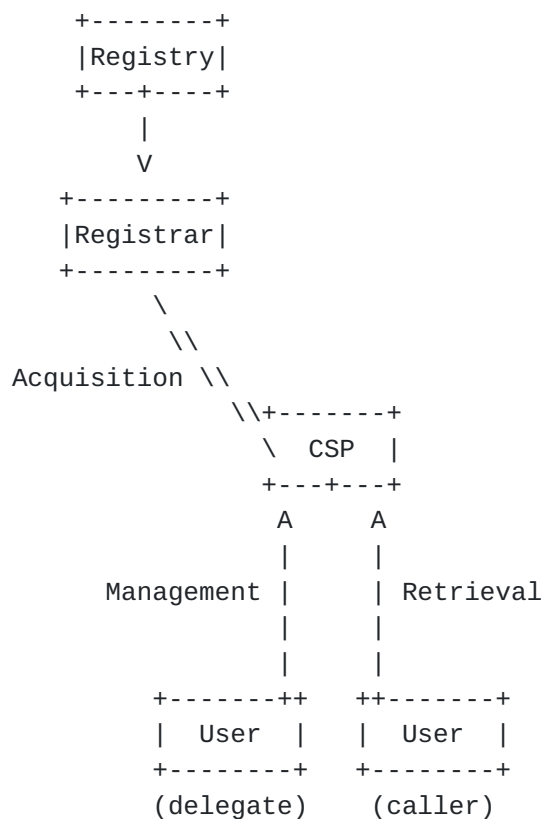 Registry
Registrar
Acquisition
CSP
Management Retrieval
User User
(delegate) (caller)